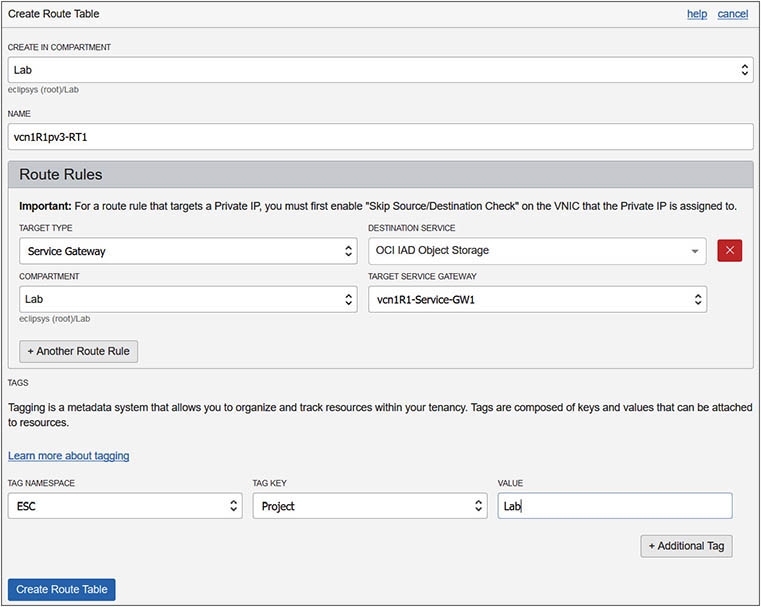 Create Route Table help cancel
CREATE IN COMPARTMENT
Lab
eclipsys (root)/Lab
NAME
vcn1R1pv3-RT1
Route Rules
Important: For a route rule that targets a Private IP, you must first enable "Skip Source/Destination Check" on the VNIC that the Private IP is assigned to.
TARGET TYPE DESTINATION SERVICE
Service Gateway OCI IAD Object Storage
COMPARTMENT TARGET SERVICE GATEWAY
Lab vcn1R1-Service-GW1
eclipsys (root)/Lab
+ Another Route Rule
TAGS
Tagging is a metadata system that allows you to organize and track resources within your tenancy. Tags are composed of keys and values that can be attached
to resources.
Learn more about tagging
TAG NAMESPACE TAG KEY VALUE
ESC Project Lab
+ Additional Tag
Create Route Table